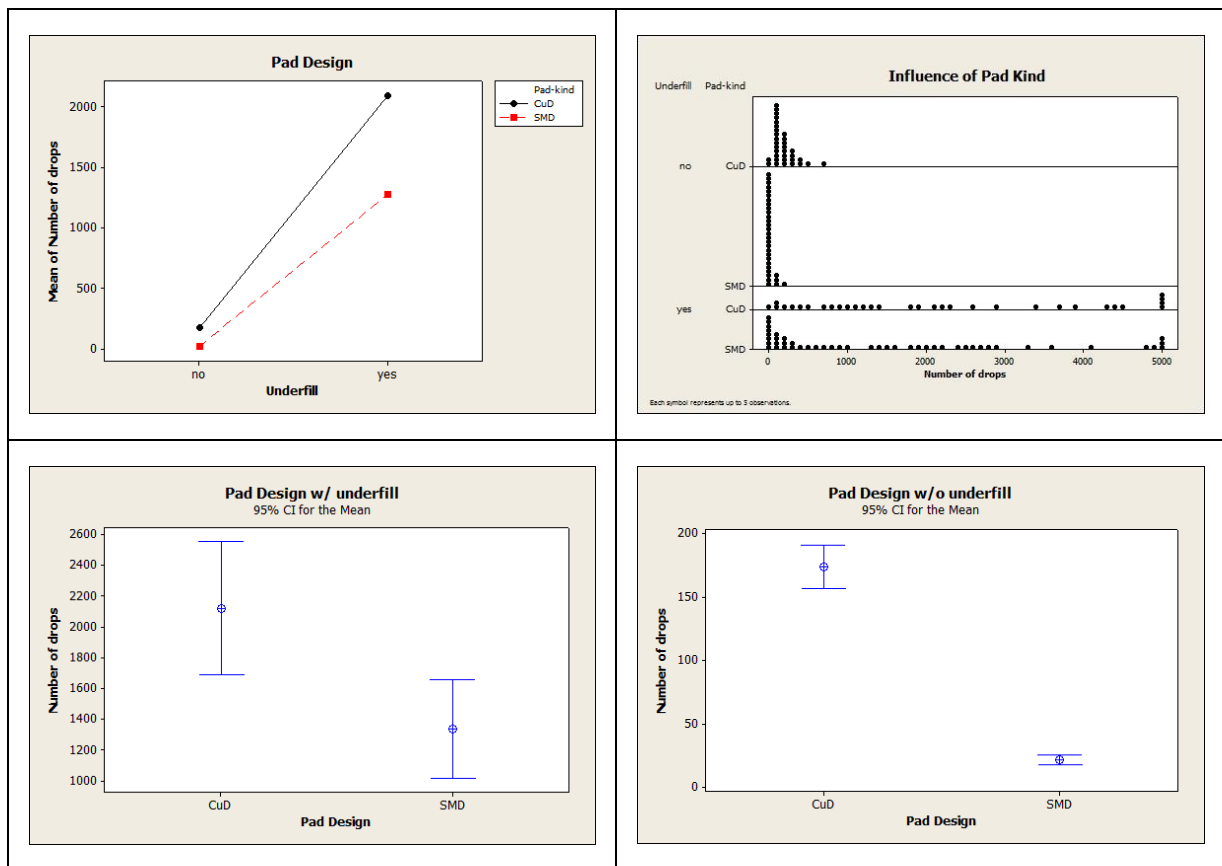 Pad Design
Mean of Number of drops
2000
1500
1000
500
0
no
yes
Underfill
Pad-kind
CuD
SMD
Influence of Pad Kind
Underfill Pad-kind
no CuD
SMD
yes CuD
SMD
0 1000 2000 3000 4000 5000
Number of drops
Each symbol represents up to 3 observations.
Pad Design w/ underfill
95% CI for the Mean
Number of drops
2600
2400
2200
2000
1800
1600
1400
1200
1000
CuD
SMD
Pad Design
Pad Design w/o underfill
95% CI for the Mean
Number of drops
200
150
100
50
0
CuD
SMD
Pad Design